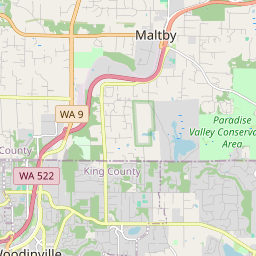 Maltby
WA 9
Paradise
Valley Conserva
Area
County
WA 522
King County
Woodinville